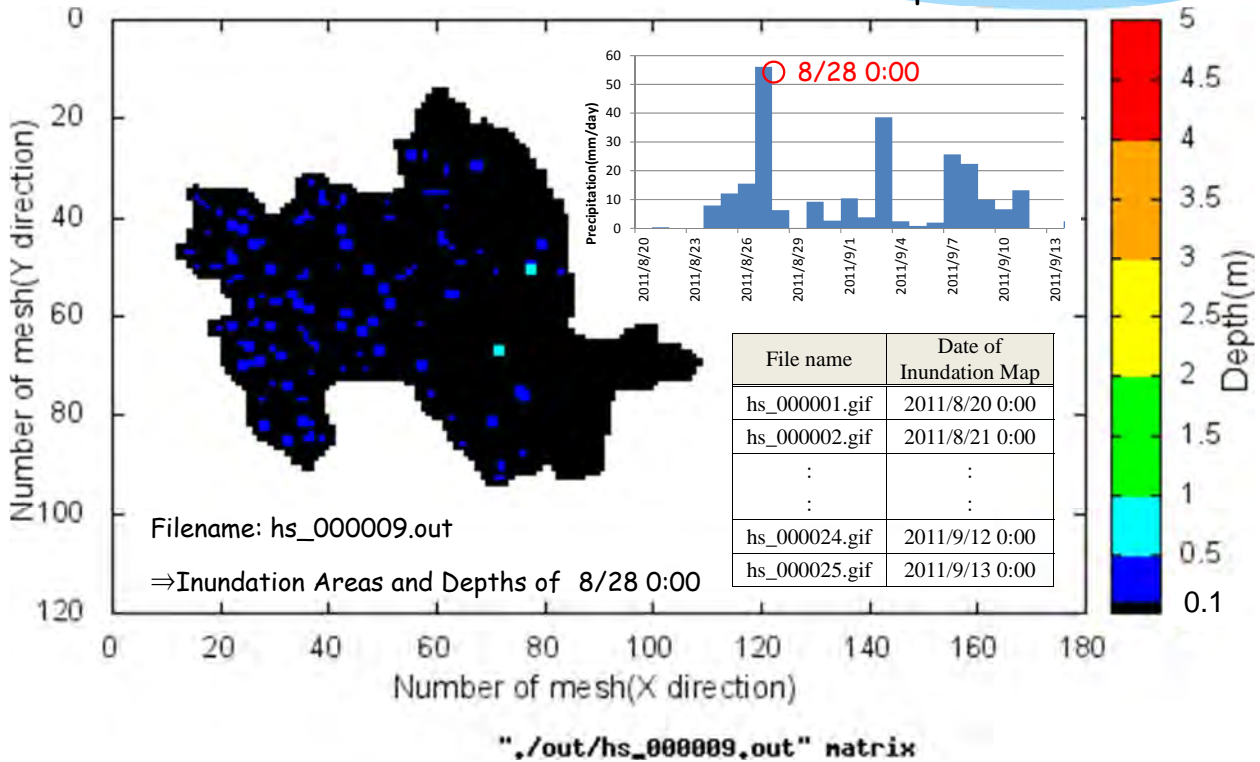 0
20
40
60
80
100
120
Number of mesh(Y direction)
0 20 40 60 80 100 120 140 160 180
Number of mesh(X direction)
60
50
40
30
20
10
0
Precipitation(mm/day)
8/28 0:00
2011/8/20 2011/8/23 2011/8/26 2011/8/29 2011/9/1 2011/9/4 2011/9/7 2011/9/10 2011/9/13
File name Date of Inundation Map
hs_000001.gif 2011/8/20 0:00
hs_000002.gif 2011/8/21 0:00
: :
: :
hs_000024.gif 2011/9/12 0:00
hs_000025.gif 2011/9/13 0:00
Filename: hs_000009.out
⇒Inundation Areas and Depths of 8/28 0:00
5
4.5
4
3.5
3
2.5
2
1.5
1
0.5
0.1
Depth(m)
"./out/hs_000009.out" matrix